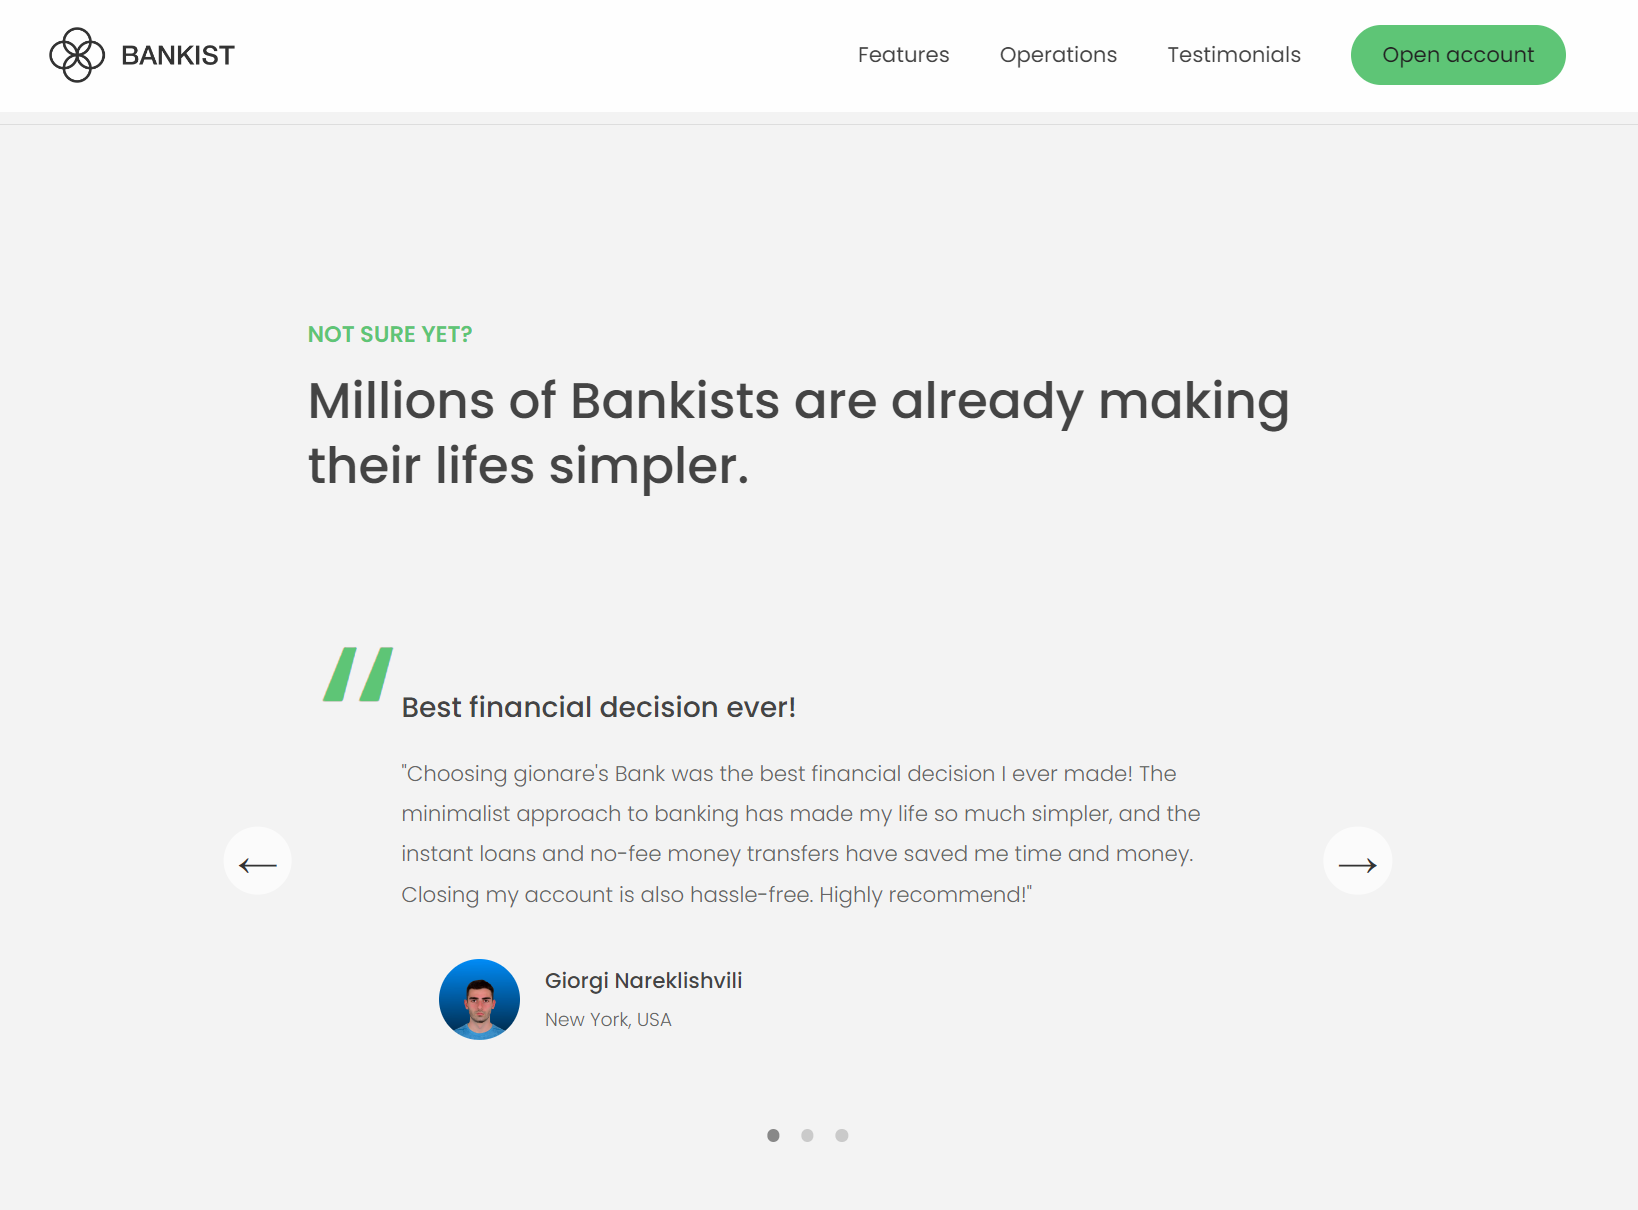 BANKIST
Features
Operations
Testimonials
Open account
NOT SURE YET?
Millions of Bankists are already making
their lifes simpler.
Best financial decision ever!
"Choosing gionare's Bank was the best financial decision I ever made! The
minimalist approach to banking has made my life so much simpler, and the
instant loans and no-fee money transfers have saved me time and money.
Closing my account is also hassle-free. Highly recommend!"
Giorgi Nareklishvili
New York, USA